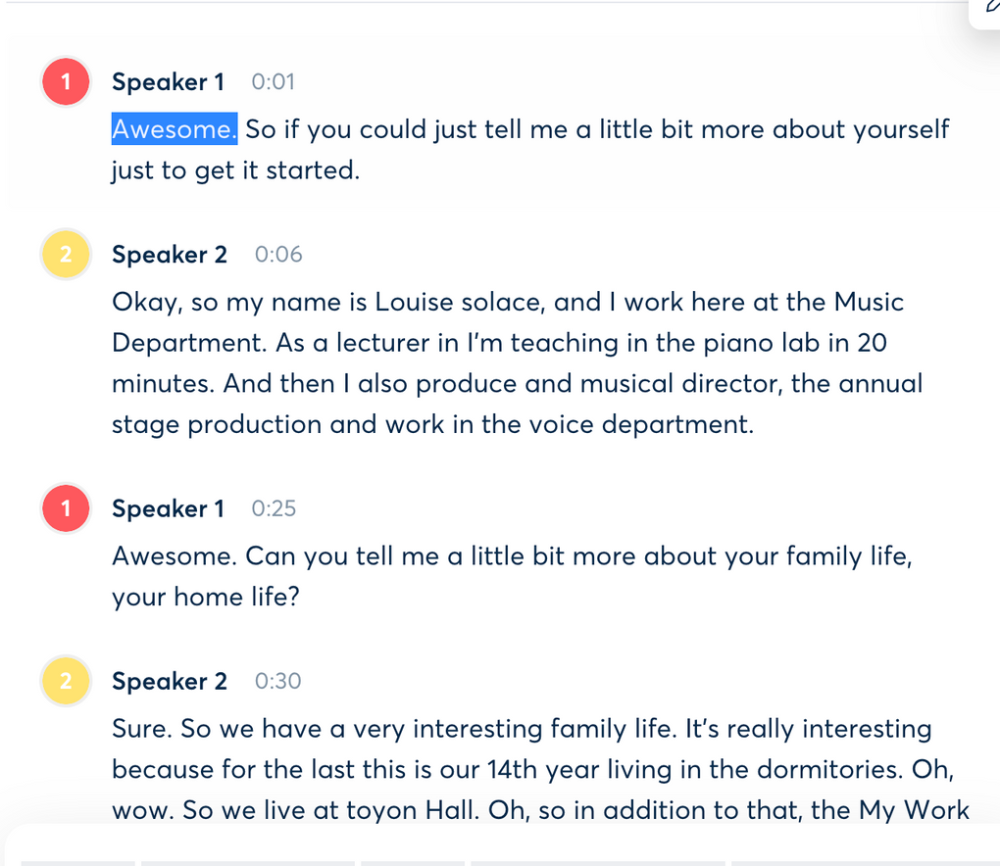 1 Speaker 1 0:01
Awesome. So if you could just tell me a little bit more about yourself
just to get it started.
2 Speaker 2 0:06
Okay, so my name is Louise solace, and I work here at the Music
Department. As a lecturer in I'm teaching in the piano lab in 20
minutes. And then I also produce and musical director, the annual
stage production and work in the voice department.
1 Speaker 1 0:25
Awesome. Can you tell me a little bit more about your family life,
your home life?
2 Speaker 2 0:30
Sure. So we have a very interesting family life. It's really interesting
because for the last this is our 14th year living in the dormitories. Oh,
wow. So we live at toyon Hall. Oh, so in addition to that, the My Work